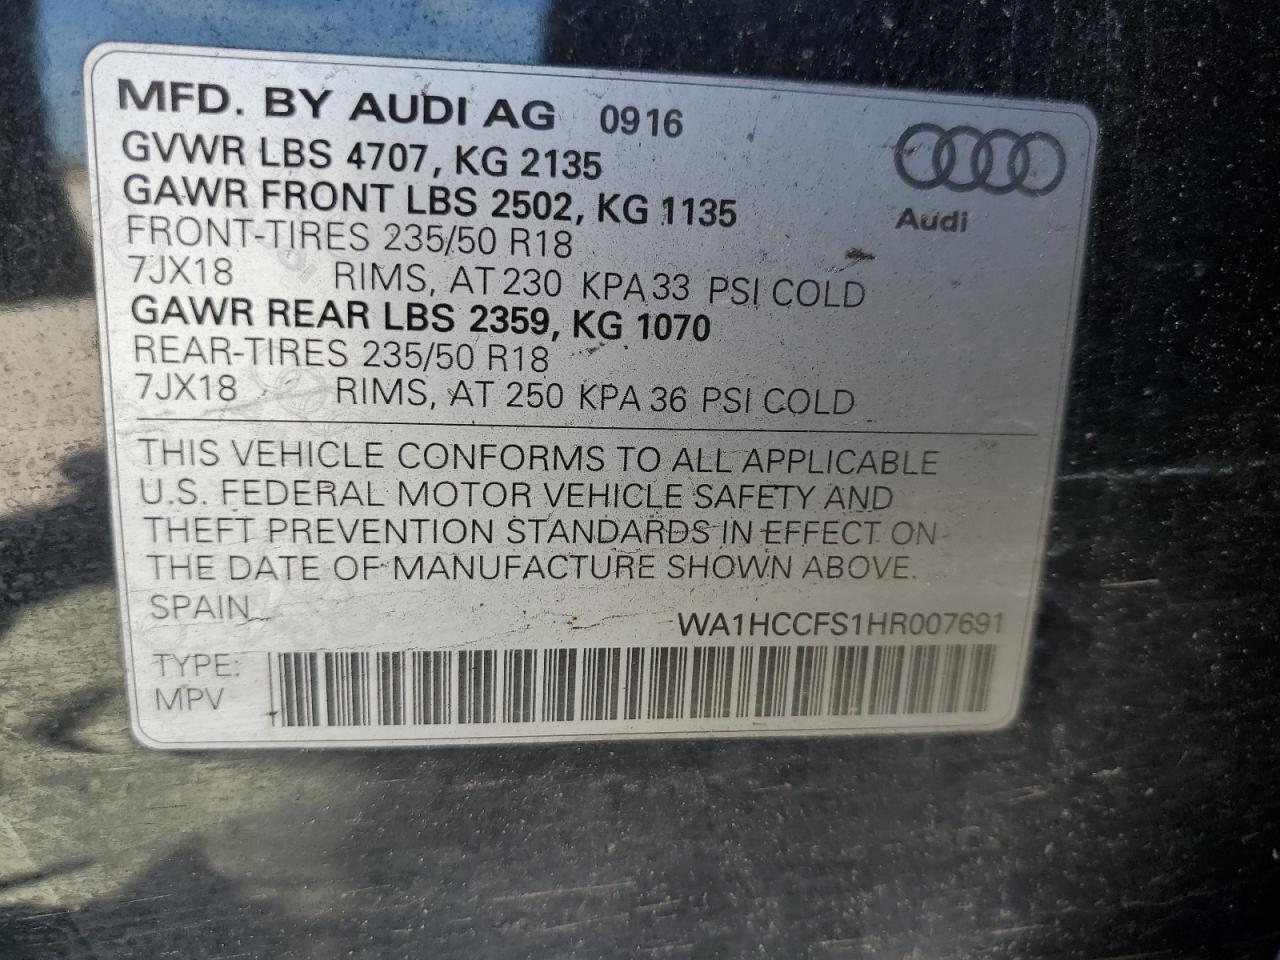 MFD. BY AUDI AG 0916
GVWR LBS 4707, KG 2135
GAWR FRONT LBS 2502, KG 1135
Audi
FRONT-TIRES 235/50 R18
7JX18 RIMS, AT 230 KPA 33 PSI COLD
GAWR REAR LBS 2359, KG 1070
REAR-TIRES 235/50 R18
7JX18 RIMS, AT 250 KPA 36 PSI COLD
THIS VEHICLE CONFORMS TO ALL APPLICABLE
U.S. FEDERAL MOTOR VEHICLE SAFETY AND
THEFT PREVENTION STANDARDS IN EFFECT ON
THE DATE OF MANUFACTURE SHOWN ABOVE.
SPAIN
WA1HCCFS1HR007691
TYPE:
MPV